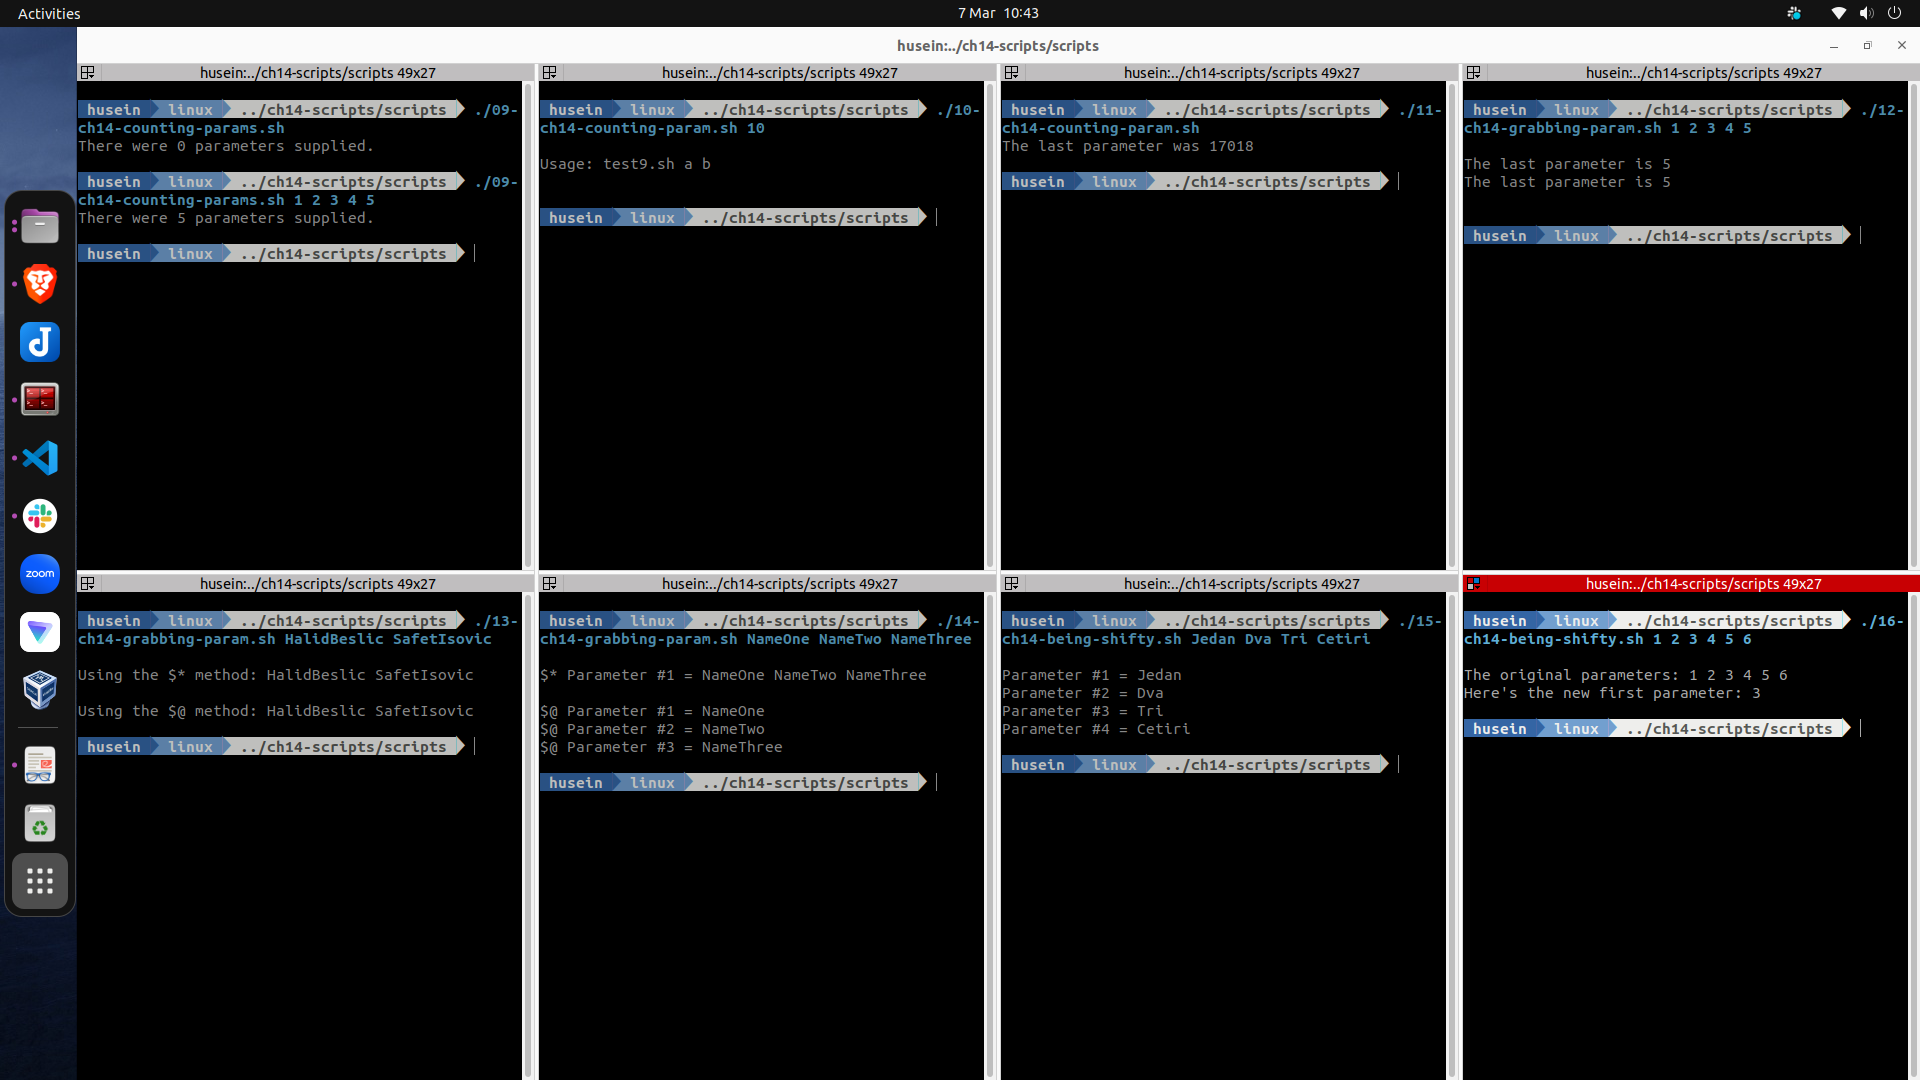 Activities
7 Mar 10:43
husein:../ch14-scripts/scripts
husein:../ch14-scripts/scripts 49x27
husein linux ../ch14-scripts/scripts ./09-
ch14-counting-params.sh
There were 0 parameters supplied.
husein linux ../ch14-scripts/scripts ./09-
ch14-counting-params.sh 1 2 3 4 5
There were 5 parameters supplied.
husein linux ../ch14-scripts/scripts
husein:../ch14-scripts/scripts 49x27
husein linux ../ch14-scripts/scripts ./10-
ch14-counting-param.sh 10
Usage: test9.sh a b
husein linux ../ch14-scripts/scripts
husein:../ch14-scripts/scripts 49x27
husein linux ../ch14-scripts/scripts ./11-
ch14-counting-param.sh
The last parameter was 17018
husein linux ../ch14-scripts/scripts
husein:../ch14-scripts/scripts 49x27
husein linux ../ch14-scripts/scripts ./12-
ch14-grabbing-param.sh 1 2 3 4 5
The last parameter is 5
The last parameter is 5
husein linux ../ch14-scripts/scripts
husein:../ch14-scripts/scripts 49x27
husein linux ../ch14-scripts/scripts ./13-
ch14-grabbing-param.sh HalidBeslic SafetIsovic
Using the $* method: HalidBeslic SafetIsovic
Using the $@ method: HalidBeslic SafetIsovic
husein linux ../ch14-scripts/scripts
husein:../ch14-scripts/scripts 49x27
husein linux ../ch14-scripts/scripts ./14-
ch14-grabbing-param.sh NameOne NameTwo NameThree
$* Parameter #1 = NameOne NameTwo NameThree
$@ Parameter #1 = NameOne
$@ Parameter #2 = NameTwo
$@ Parameter #3 = NameThree
husein linux ../ch14-scripts/scripts
husein:../ch14-scripts/scripts 49x27
husein linux ../ch14-scripts/scripts ./15-
ch14-being-shifty.sh Jedan Dva Tri Cetiri
Parameter #1 = Jedan
Parameter #2 = Dva
Parameter #3 = Tri
Parameter #4 = Cetiri
husein linux ../ch14-scripts/scripts
husein:../ch14-scripts/scripts 49x27
husein linux ../ch14-scripts/scripts ./16-
ch14-being-shifty.sh 1 2 3 4 5 6
The original parameters: 1 2 3 4 5 6
Here's the new first parameter: 3
husein linux ../ch14-scripts/scripts
zoom